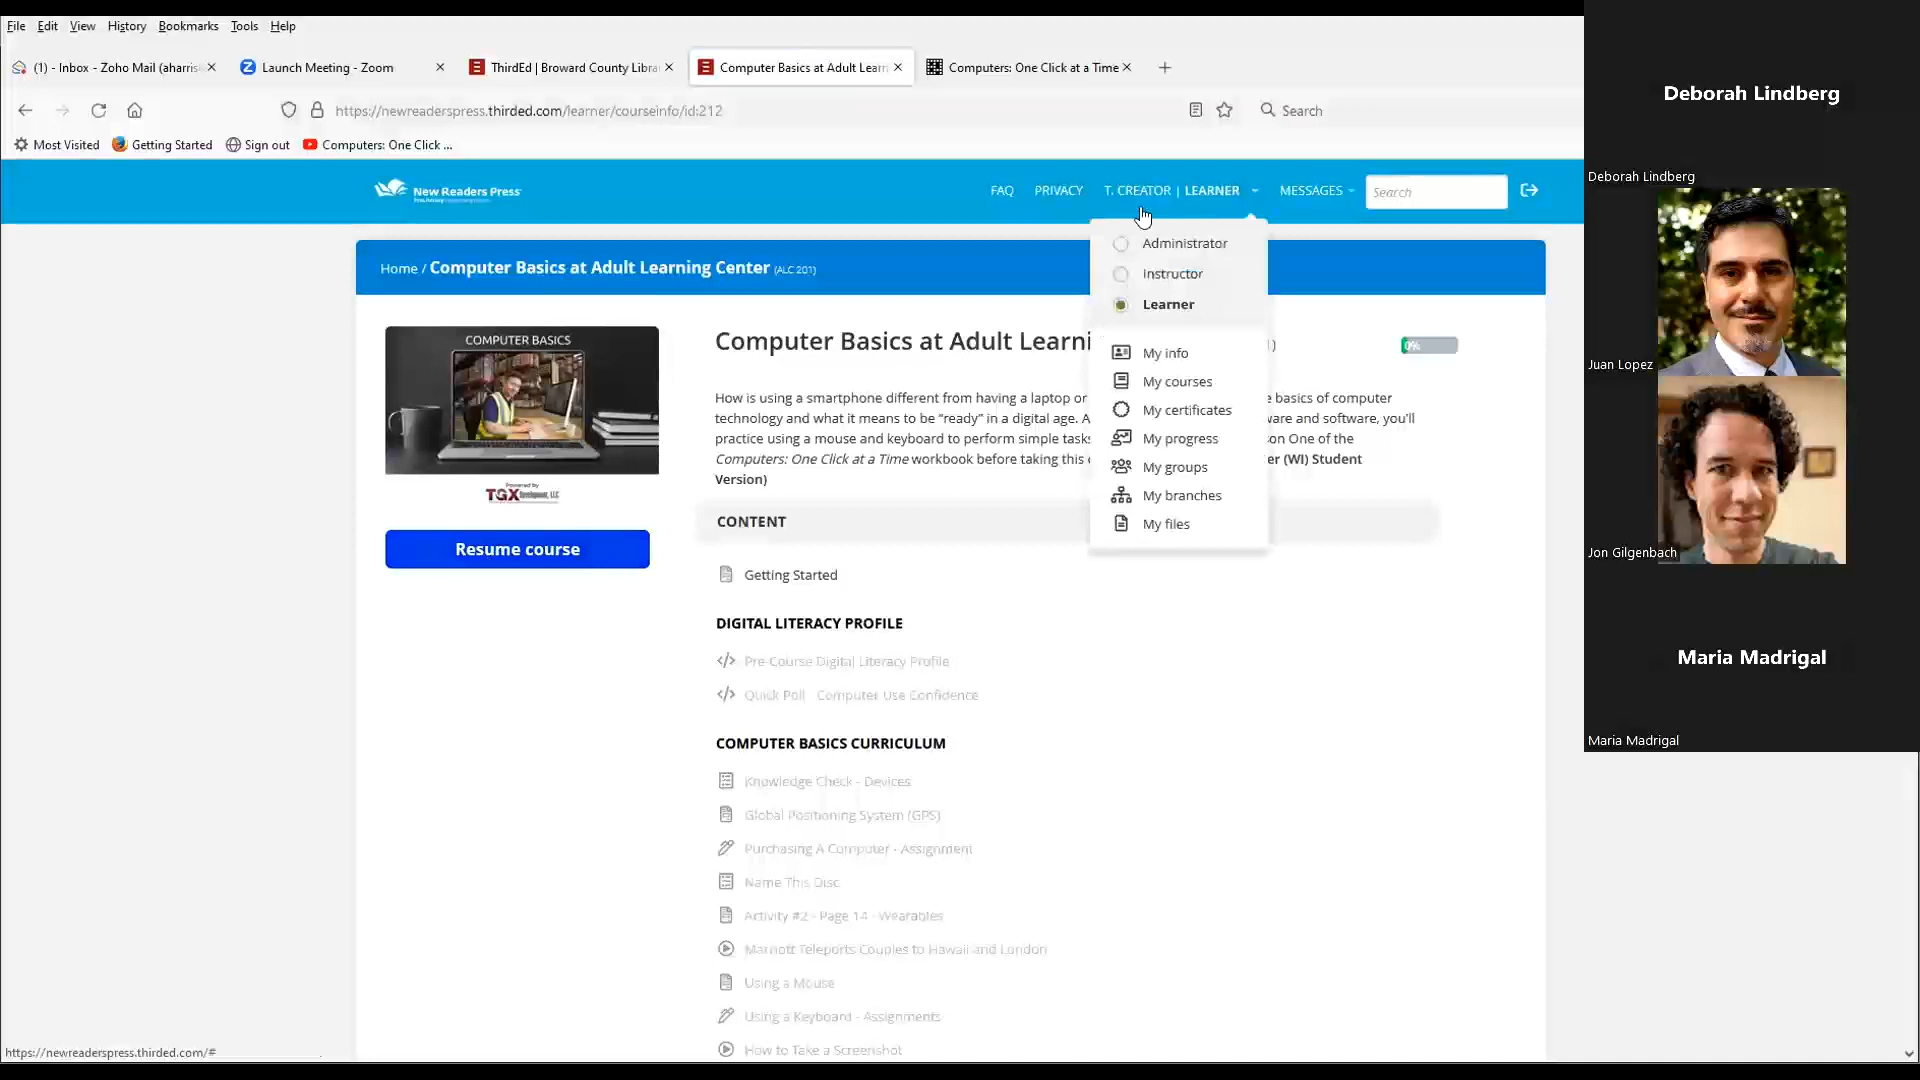 File Edit View History Bookmarks Tools Help
(1) - Inbox - Zoho Mail (aharris
Launch Meeting - Zoom
ThirdEd | Broward County Libra
Computer Basics at Adult Learn
Computers: One Click at a Time
https://newreaderspress.thirded.com/learner/courseinfo/id:212
Search
Most Visited Getting Started Sign out Computers: One Click ...
New Readers Press
FAQ PRIVACY T. CREATOR | LEARNER MESSAGES Search
Administrator
Instructor
Learner
My info
My courses
My certificates
My progress
My groups
My branches
My files
Home / Computer Basics at Adult Learning Center (ALC 201)
COMPUTER BASICS
Powered by
TGX Development, LLC
Resume course
Computer Basics at Adult Learni 1)
0%
How is using a smartphone different from having a laptop or e basics of computer
technology and what it means to be “ready” in a digital age. A ware and software, you’ll
practice using a mouse and keyboard to perform simple tasks son One of the
Computers: One Click at a Time workbook before taking this er (WI) Student
Version)
CONTENT
Getting Started
DIGITAL LITERACY PROFILE
Pre-Course Digital Literacy Profile
Quick Poll - Computer Use Confidence
COMPUTER BASICS CURRICULUM
Knowledge Check - Devices
Global Positioning System (GPS)
Purchasing A Computer - Assignment
Name This Disc
Activity #2 - Page 14 - Wearables
Marriott Teleports Couples to Hawaii and London
Using a Mouse
Using a Keyboard - Assignments
How to Take a Screenshot
https://newreaderspress.thirded.com/#
Deborah Lindberg
Deborah Lindberg
Juan Lopez
Jon Gilgenbach
Maria Madrigal
Maria Madrigal